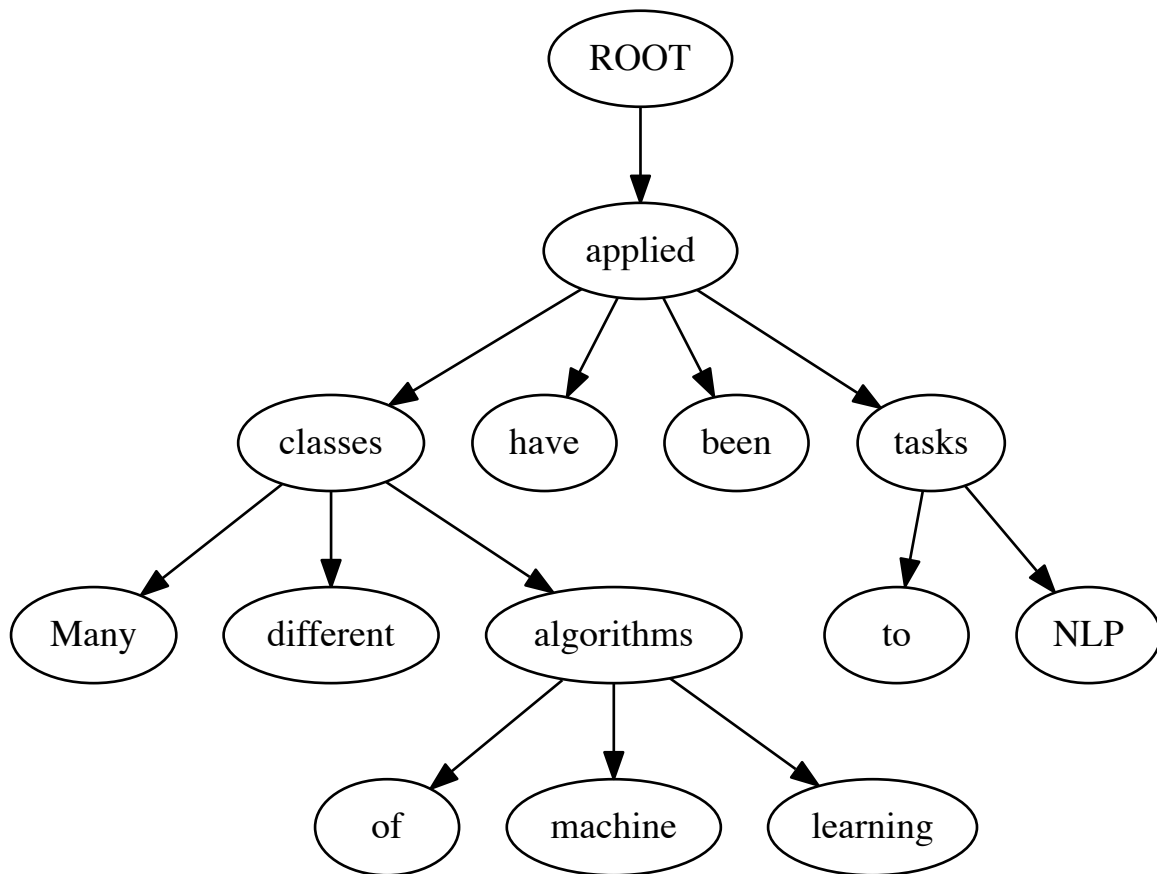 ROOT
applied
classes have been tasks
Many different algorithms to NLP
of machine learning